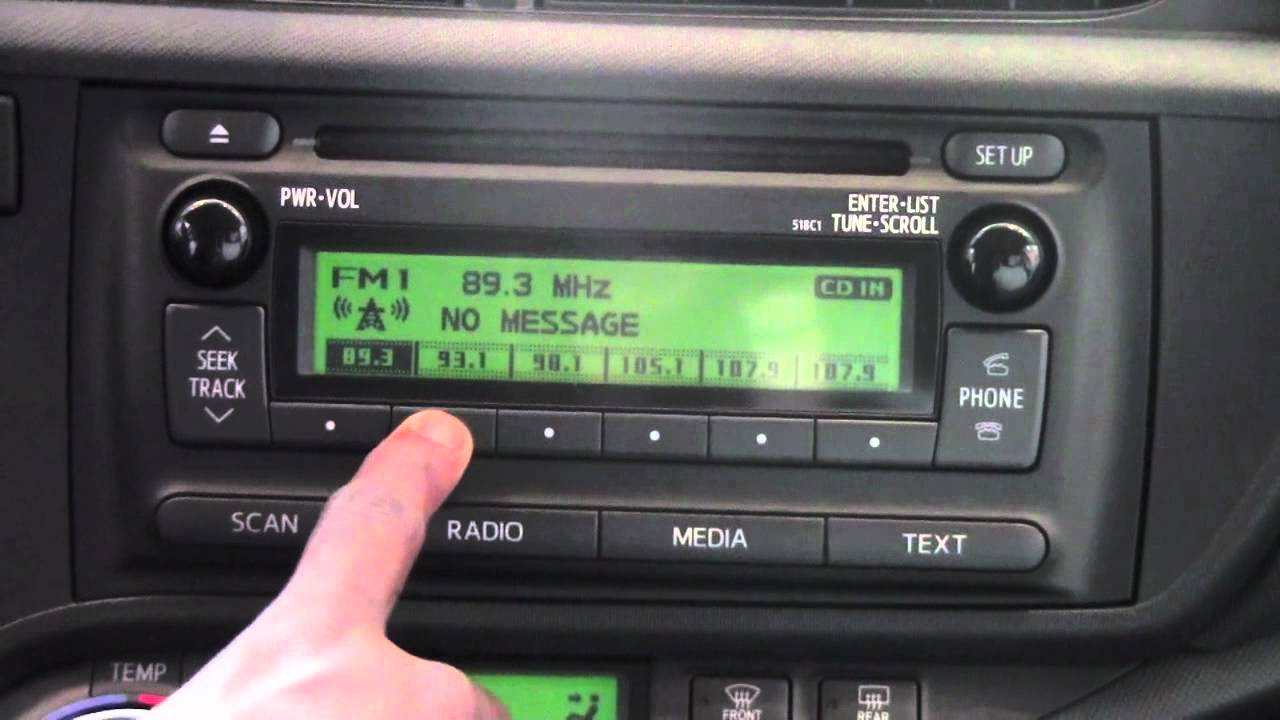 SET UP
PWR•VOL
ENTER•LIST
518C1 TUNE•SCROLL
FM1 89.3 MHz CD IN
NO MESSAGE
89.3 93.1 98.1 105.1 107.9 107.9
SEEK
TRACK
PHONE
SCAN RADIO MEDIA TEXT
TEMP
FRONT
REAR